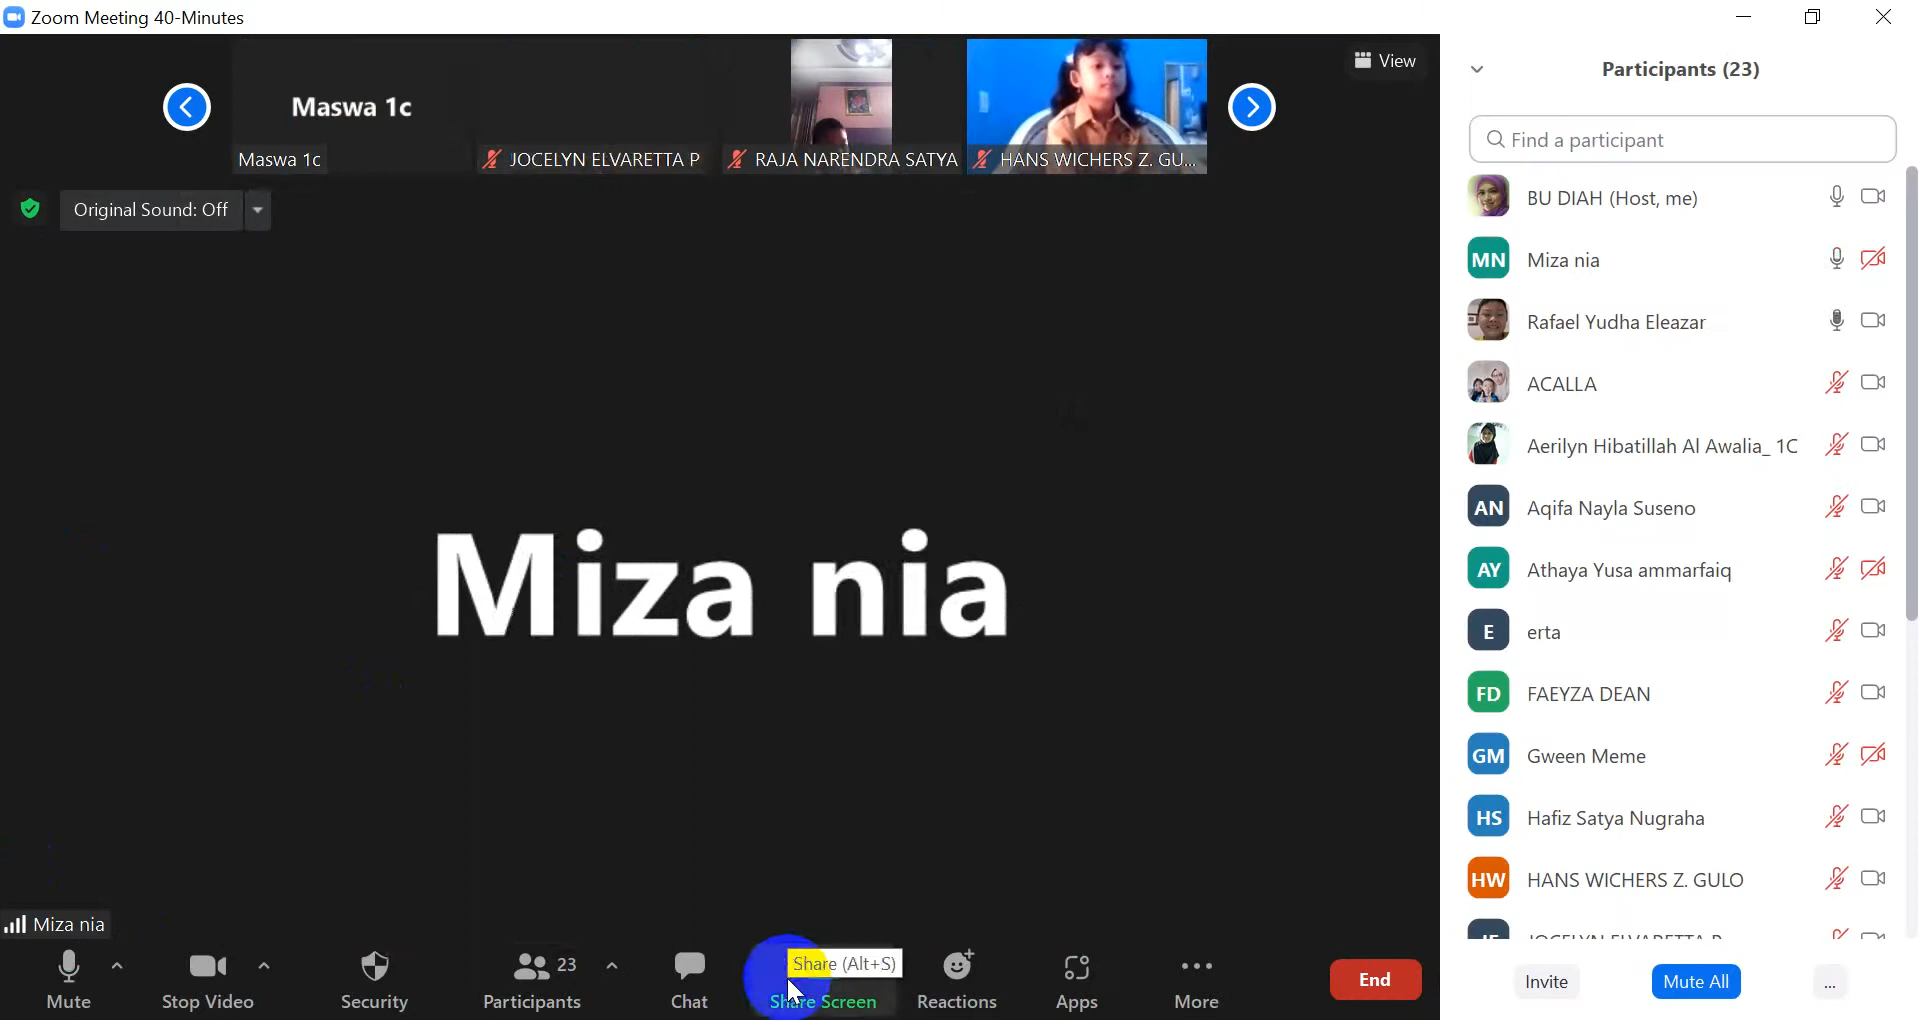 Zoom Meeting 40-Minutes
View
Maswa 1c
Maswa 1c
JOCELYN ELVARETTA P
RAJA NARENDRA SATYA
HANS WICHERS Z. GU...
Original Sound: Off
Miza nia
Miza nia
Mute
Stop Video
Security
23
Participants
Chat
Share (Alt+S)
Share Screen
Reactions
Apps
More
End
Participants (23)
Find a participant
BU DIAH (Host, me)
MN Miza nia
Rafael Yudha Eleazar
ACALLA
Aerilyn Hibatillah Al Awalia_ 1C
AN Aqifa Nayla Suseno
AY Athaya Yusa ammarfaiq
E erta
FD FAEYZA DEAN
GM Gween Meme
HS Hafiz Satya Nugraha
HW HANS WICHERS Z. GULO
Invite
Mute All
...